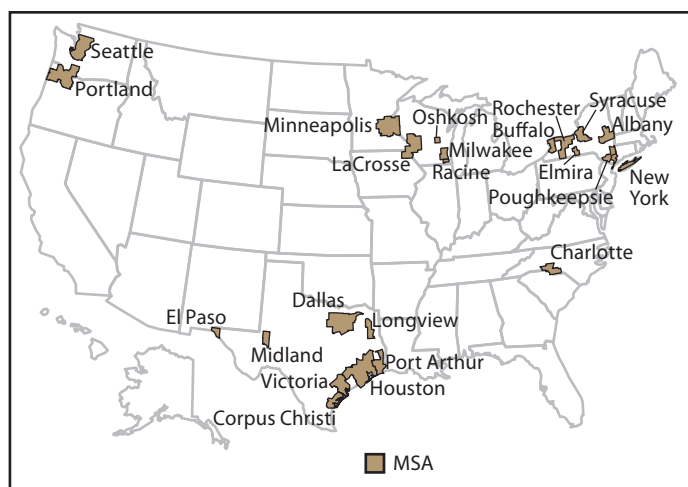 Seattle
Portland
Minneapolis
Oshkosh
Rochester
Syracuse
Buffalo
Albany
LaCrosse
Milwakee
Racine
Elmira
New
York
Poughkeepsie
Charlotte
El Paso
Dallas
Longview
Midland
Port Arthur
Victoria
Houston
Corpus Christi
MSA